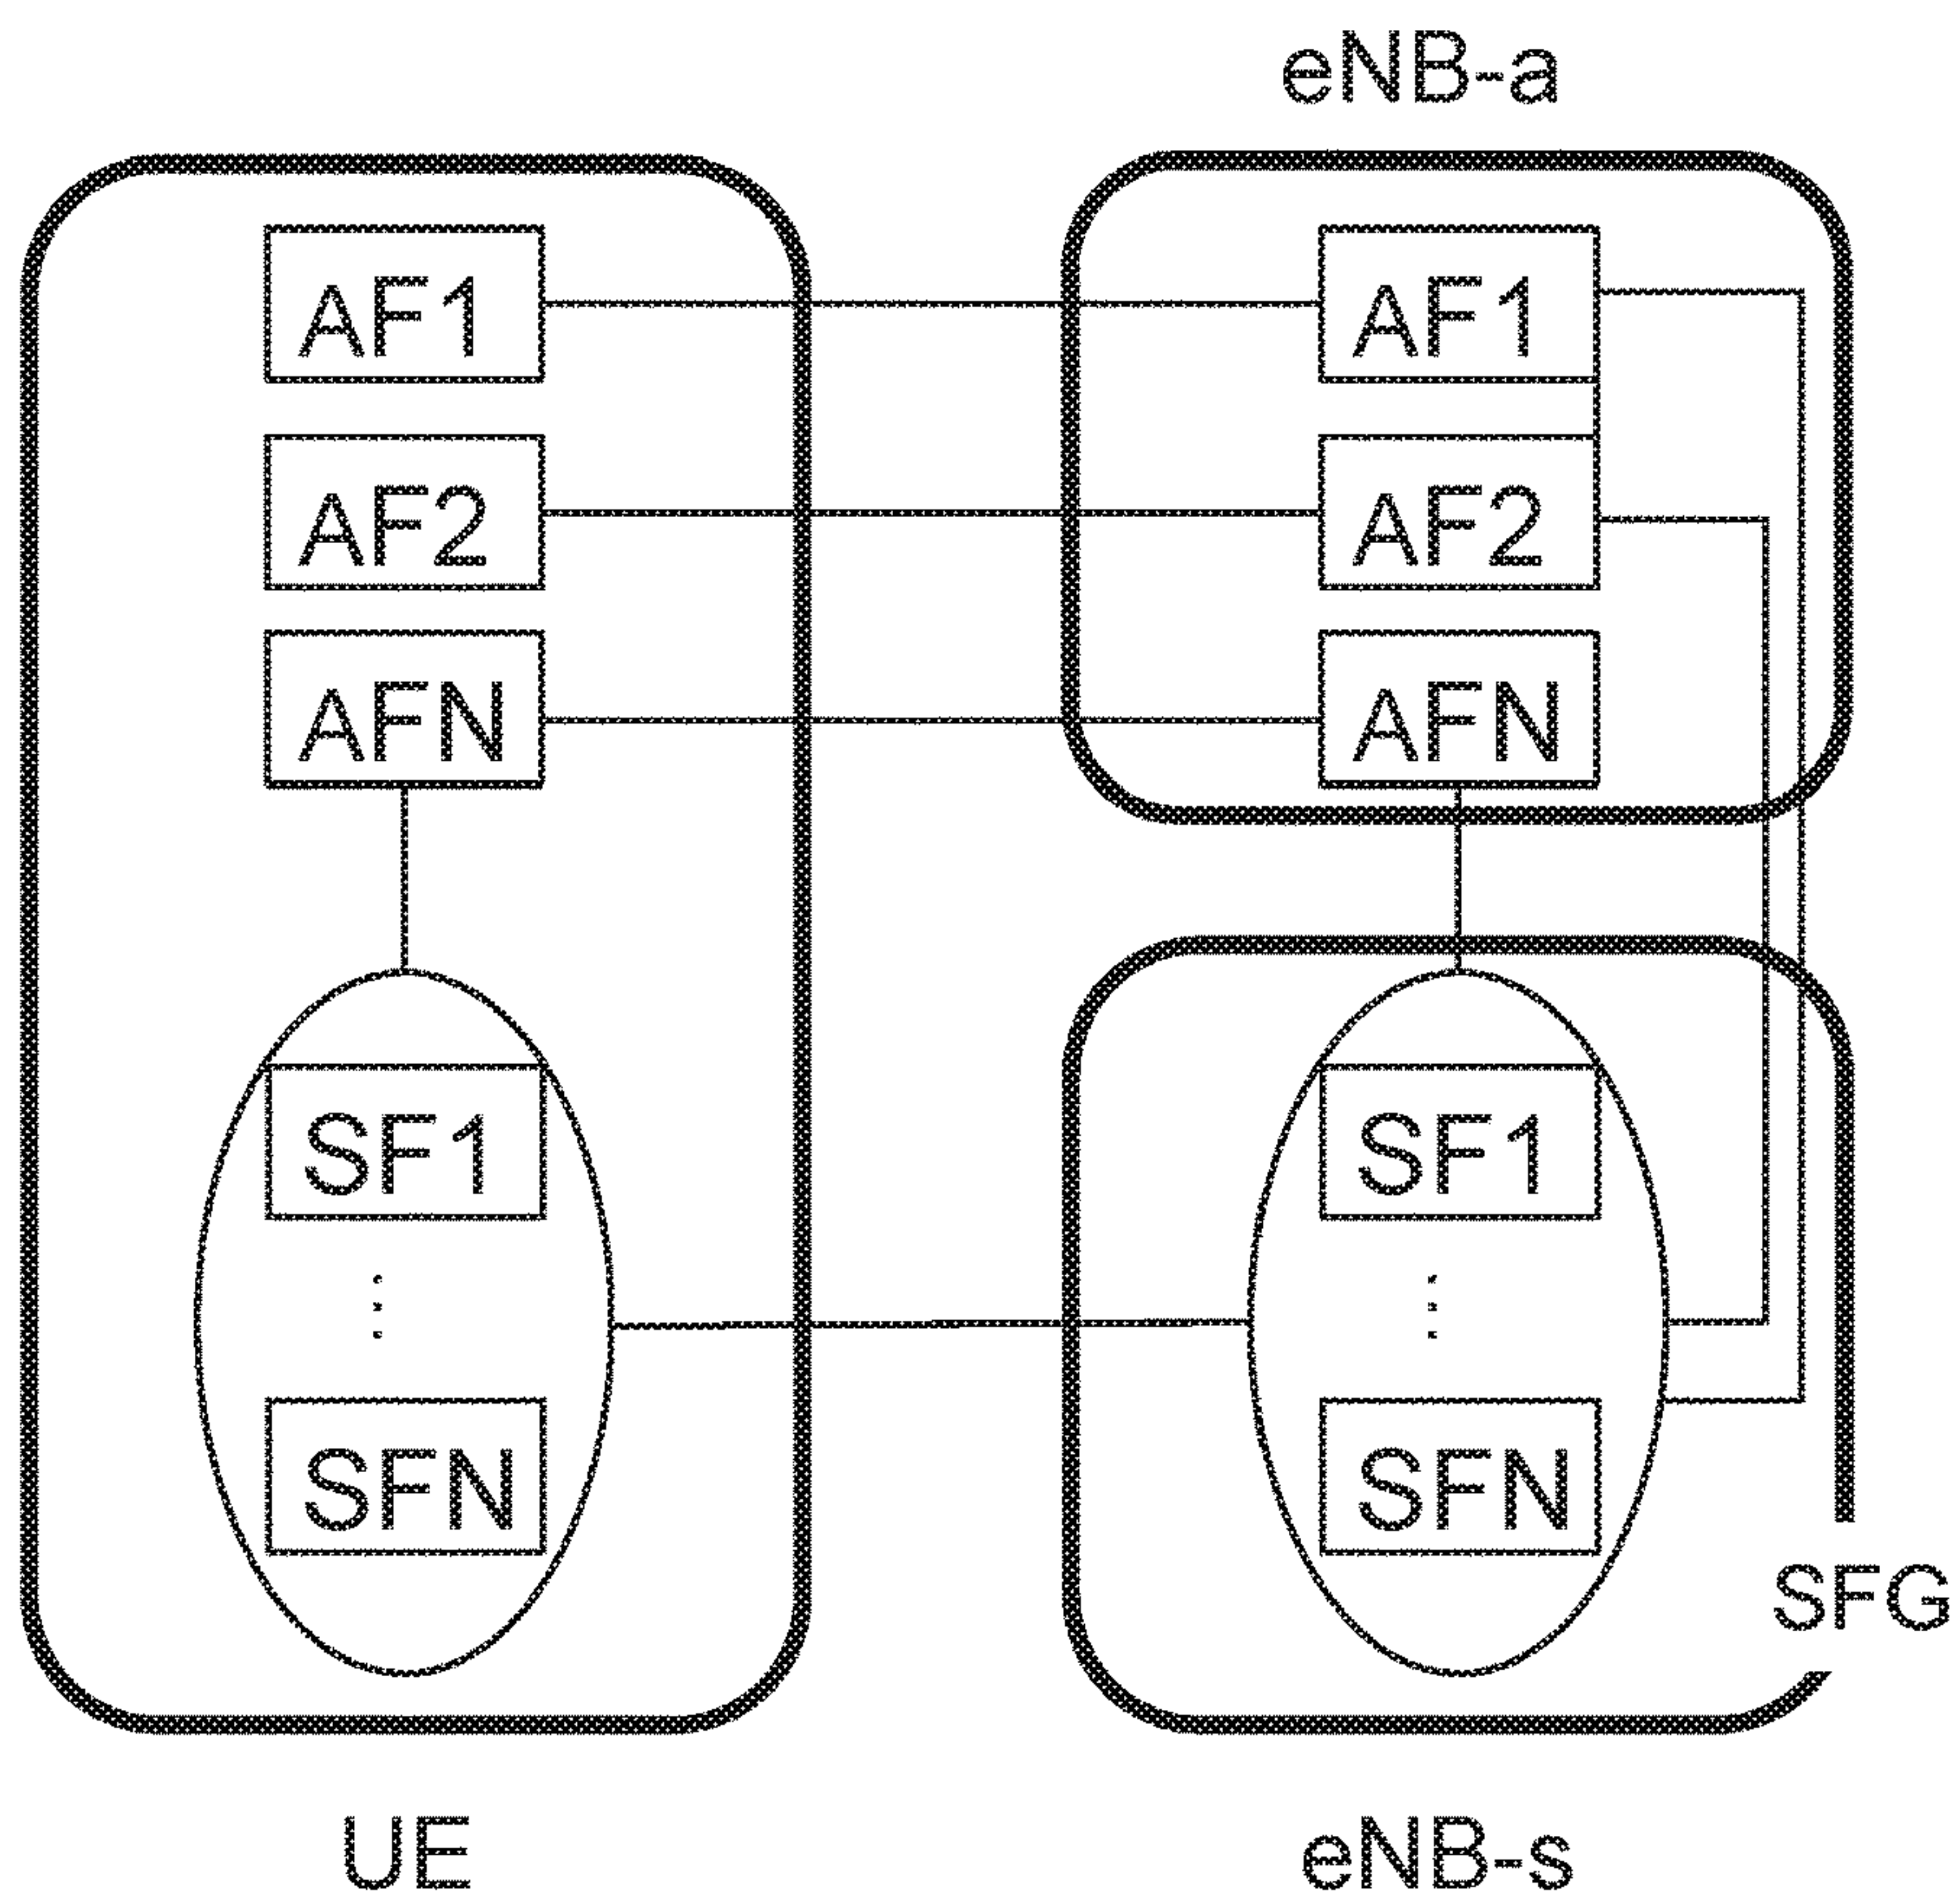 eNB-a
AF1
AF1
AF2
AF2
AFN
AFN
SF1
SF1
⋮
⋮
SFN
SFN
SFG
UE
eNB-s